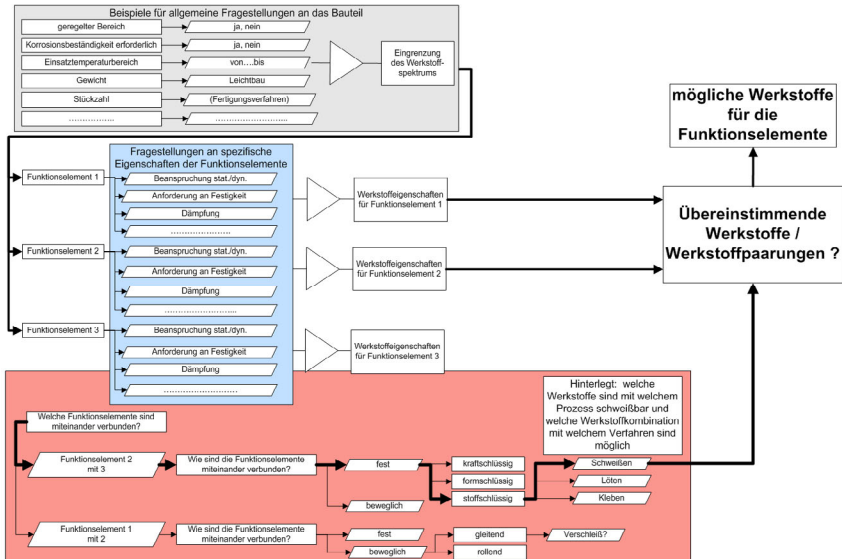 Beispiele für allgemeine Fragestellungen an das Bauteil
geregelter Bereich
ja, nein
Korrosionsbeständigkeit erforderlich
ja, nein
Einsatztemperaturbereich
von....bis
Gewicht
Leichtbau
Stückzahl
(Fertigungsverfahren)
Eingrenzung
des Werkstoff-
spektrums
mögliche Werkstoffe
für die
Funktionselemente
Fragestellungen an spezifische
Eigenschaften der Funktionselemente
Funktionselement 1
Beanspruchung stat./dyn.
Anforderung an Festigkeit
Dämpfung
Werkstoffeigenschaften
für Funktionselement 1
Übereinstimmende
Werkstoffe /
Werkstoffpaarungen ?
Funktionselement 2
Beanspruchung stat./dyn.
Anforderung an Festigkeit
Dämpfung
Werkstoffeigenschaften
für Funktionselement 2
Funktionselement 3
Beanspruchung stat./dyn.
Anforderung an Festigkeit
Dämpfung
Werkstoffeigenschaften
für Funktionselement 3
Hinterlegt: welche
Werkstoffe sind mit welchem
Prozess schweißbar und
welche Werkstoffkombination
mit welchem Verfahren sind
möglich
Welche Funktionselemente sind
miteinander verbunden?
Funktionselement 2
mit 3
Wie sind die Funktionselemente
miteinander verbunden?
fest
beweglich
kraftschlüssig
formschlüssig
stoffschlüssig
Schweißen
Löton
Kleben
Funktionselement 1
mit 2
Wie sind die Funktionselemente
miteinander verbunden?
fest
beweglich
gleitend
rollond
Verschleiß?